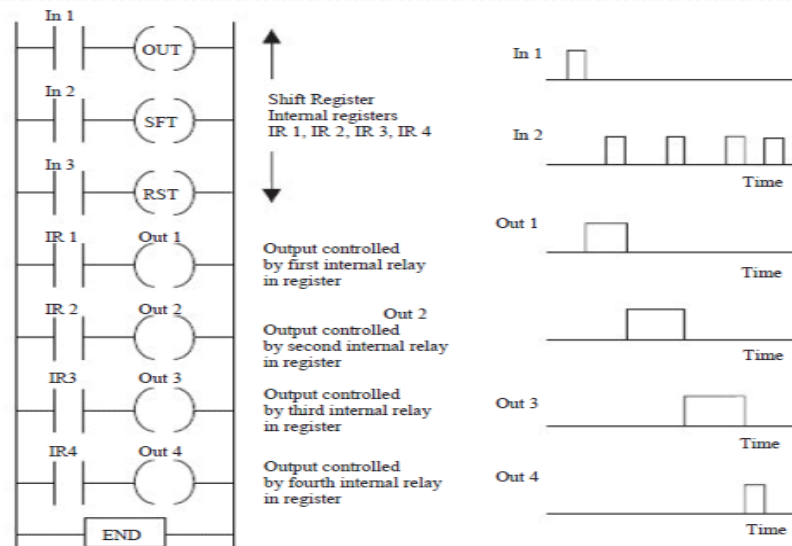 In 1
OUT
In 2
SFT
In 3
RST
IR 1 Out 1
IR 2 Out 2
IR3 Out 3
IR4 Out 4
END
Shift Register
Internal registers
IR 1, IR 2, IR 3, IR 4
Output controlled
by first internal relay
in register
Out 2
Output controlled
by second internal relay
in register
Output controlled
by third internal relay
in register
Output controlled
by fourth internal relay
in register
In 1
In 2
Time
Out 1
Time
Time
Out 3
Time
Out 4
Time